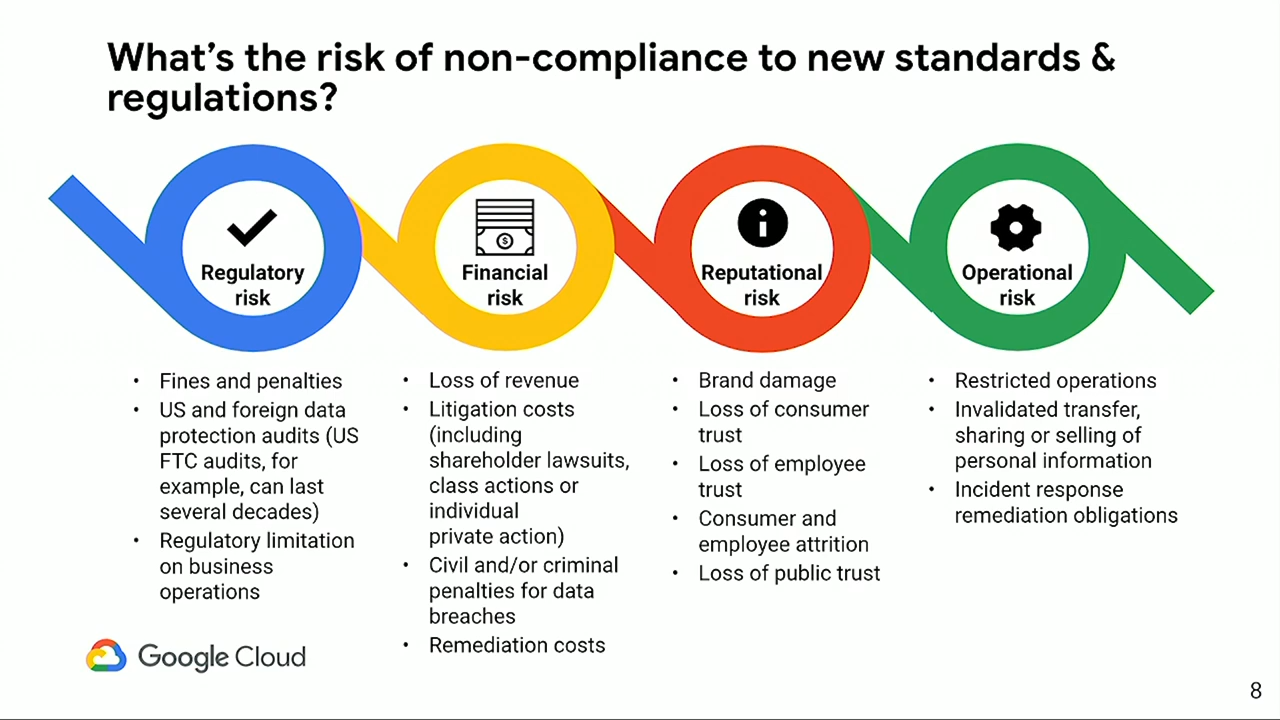 What's the risk of non-compliance to new standards &
regulations?
Regulatory
risk
Financial
risk
Reputational
risk
Operational
risk
• Fines and penalties
• US and foreign data
protection audits (US
FTC audits, for
example, can last
several decades)
• Regulatory limitation
on business
operations
• Loss of revenue
• Litigation costs
(including
shareholder lawsuits,
class actions or
individual
private action)
• Civil and/or criminal
penalties for data
breaches
• Remediation costs
• Brand damage
• Loss of consumer
trust
• Loss of employee
trust
• Consumer and
employee attrition
• Loss of public trust
• Restricted operations
• Invalidated transfer,
sharing or selling of
personal information
• Incident response
remediation obligations
Google Cloud
8